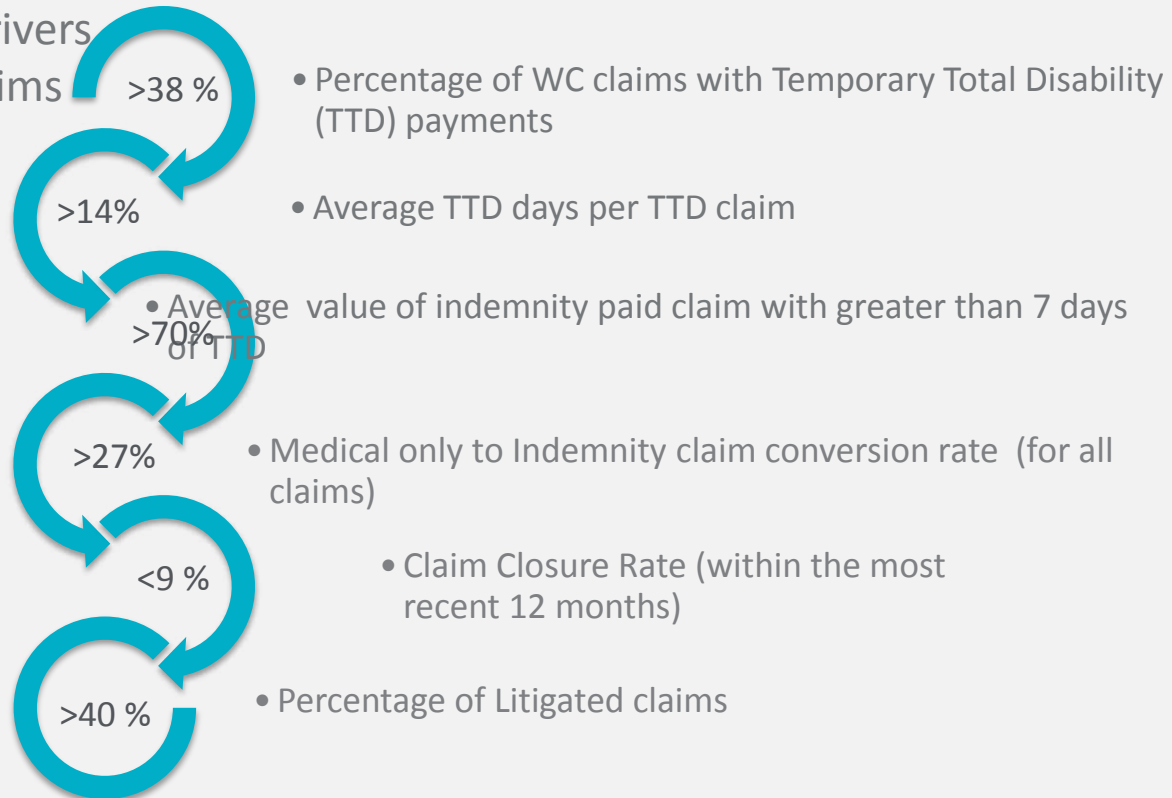 rivers
ims
>38 %
• Percentage of WC claims with Temporary Total Disability
(TTD) payments
>14%
• Average TTD days per TTD claim
• Average value of indemnity paid claim with greater than 7 days
of TTD
>70%
>27%
• Medical only to Indemnity claim conversion rate (for all
claims)
<9 %
• Claim Closure Rate (within the most
recent 12 months)
>40 %
• Percentage of Litigated claims